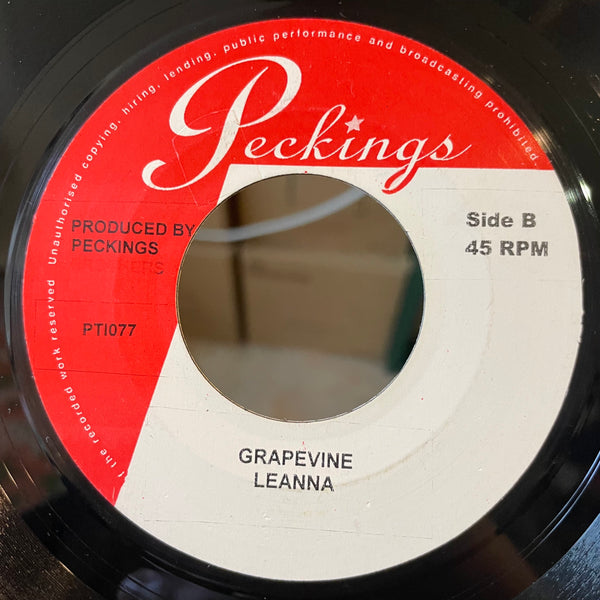 Unauthorised copying, hiring, lending, public performance and broadcasting prohibited.
Peckings
PRODUCED BY
PECKINGS
Side B
45 RPM
PTI077
GRAPEVINE
LEANNA
of the recorded work reserved